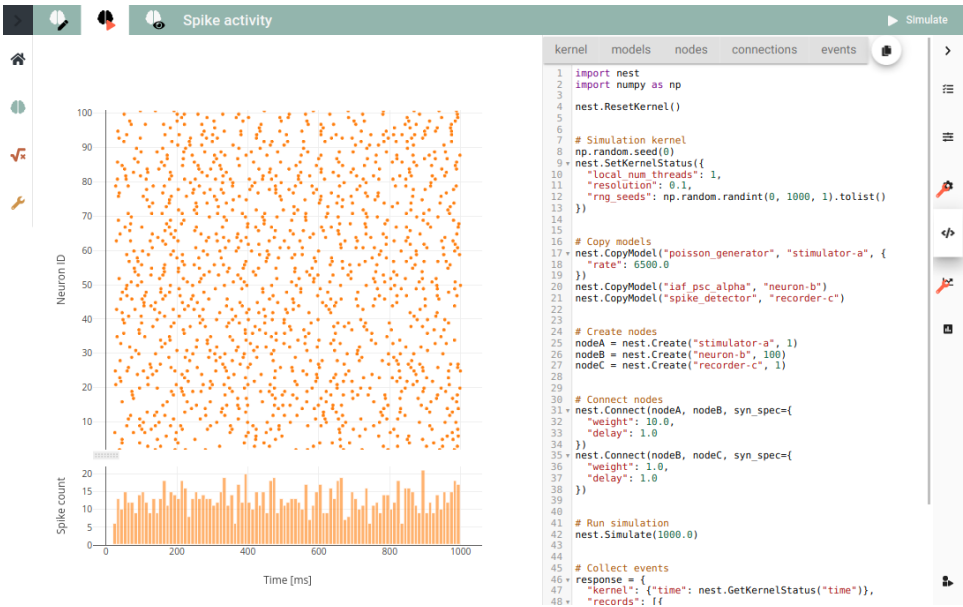 Spike activity
Simulate
kernel models nodes connections events
100
90
80
70
60
50
40
30
20
10
Neuron ID
20
15
10
5
0
Spike count
0 200 400 600 800 1000
Time [ms]
1 import nest
2 import numpy as np
3
4 nest.ResetKernel()
5
6
7 # Simulation kernel
8 np.random.seed(0)
9 nest.SetKernelStatus({
10 "local_num_threads": 1,
11 "resolution": 0.1,
12 "rng_seeds": np.random.randint(0, 1000, 1).tolist()
13 })
14
15
16 # Copy models
17 nest.CopyModel("poisson_generator", "stimulator-a", {
18 "rate": 6500.0
19 })
20 nest.CopyModel("iaf_psc_alpha", "neuron-b")
21 nest.CopyModel("spike_detector", "recorder-c")
22
23
24 # Create nodes
25 nodeA = nest.Create("stimulator-a", 1)
26 nodeB = nest.Create("neuron-b", 100)
27 nodeC = nest.Create("recorder-c", 1)
28
29
30 # Connect nodes
31 nest.Connect(nodeA, nodeB, syn_spec={
32 "weight": 10.0,
33 "delay": 1.0
34 })
35 nest.Connect(nodeB, nodeC, syn_spec={
36 "weight": 1.0,
37 "delay": 1.0
38 })
39
40
41 # Run simulation
42 nest.Simulate(1000.0)
43
44
45 # Collect events
46 response = {
47 "kernel": {"time": nest.GetKernelStatus("time")},
48 "records": [{